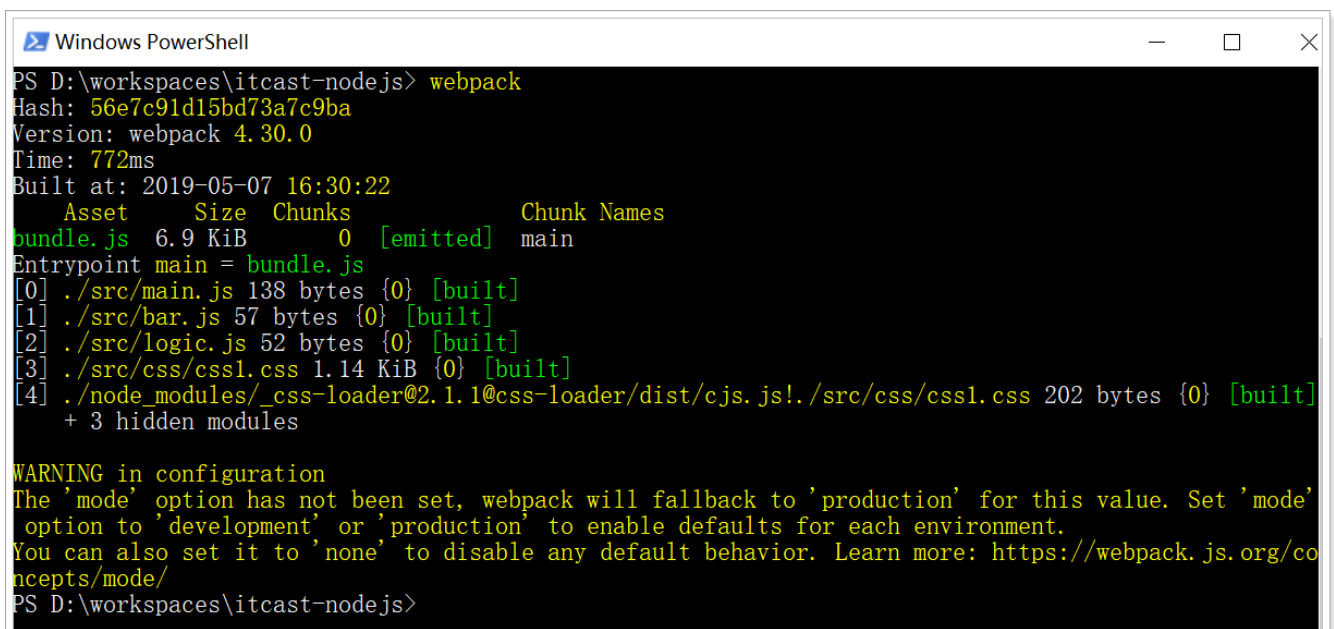 Windows PowerShell
PS D:\workspaces\itcast-nodejs> webpack
Hash: 56e7c91d15bd73a7c9ba
Version: webpack 4.30.0
Time: 772ms
Built at: 2019-05-07 16:30:22
    Asset     Size  Chunks             Chunk Names
bundle.js  6.9 KiB       0  [emitted]  main
Entrypoint main = bundle.js
[0] ./src/main.js 138 bytes {0} [built]
[1] ./src/bar.js 57 bytes {0} [built]
[2] ./src/logic.js 52 bytes {0} [built]
[3] ./src/css/css1.css 1.14 KiB {0} [built]
[4] ./node_modules/_css-loader@2.1.1@css-loader/dist/cjs.js!./src/css/css1.css 202 bytes {0} [built]
    + 3 hidden modules
WARNING in configuration
The 'mode' option has not been set, webpack will fallback to 'production' for this value. Set 'mode'
 option to 'development' or 'production' to enable defaults for each environment.
You can also set it to 'none' to disable any default behavior. Learn more: https://webpack.js.org/co
ncepts/mode/
PS D:\workspaces\itcast-nodejs>